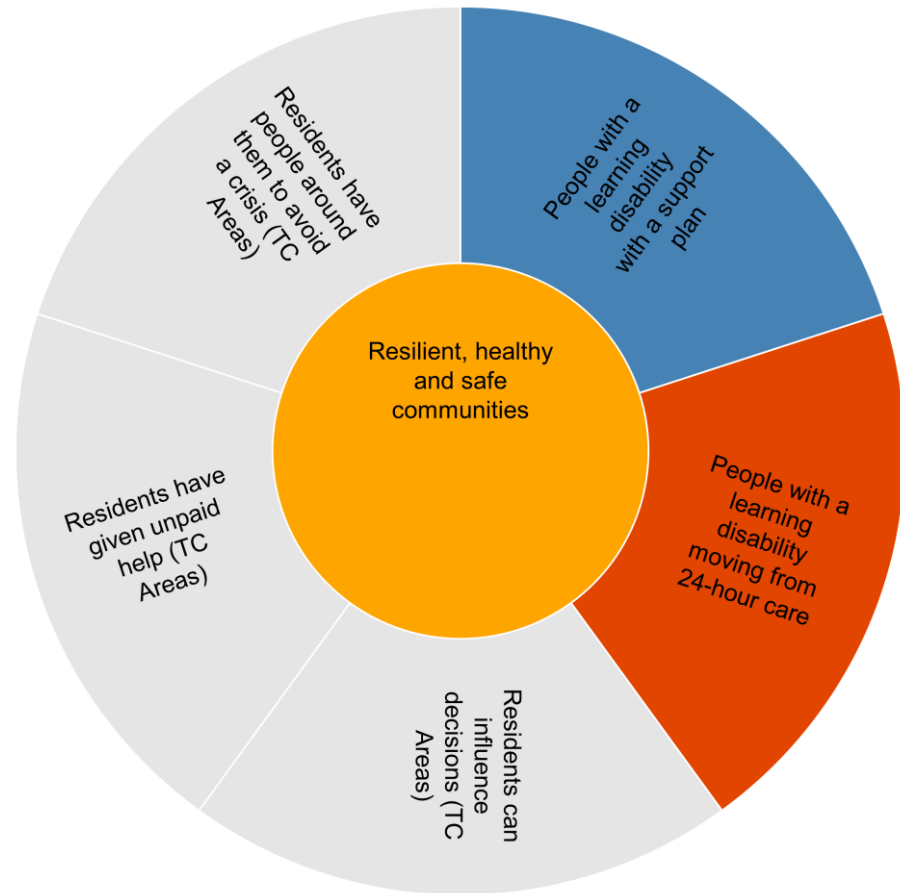 Resilient, healthy
and safe
communities
People with a
learning
disability
with a support
plan
People with a
learning
disability
moving from
24-hour care
Residents can
influence
decisions (TC
Areas)
Residents have
given unpaid
help (TC
Areas)
Residents have
people around
them to avoid
a crisis (TC
Areas)